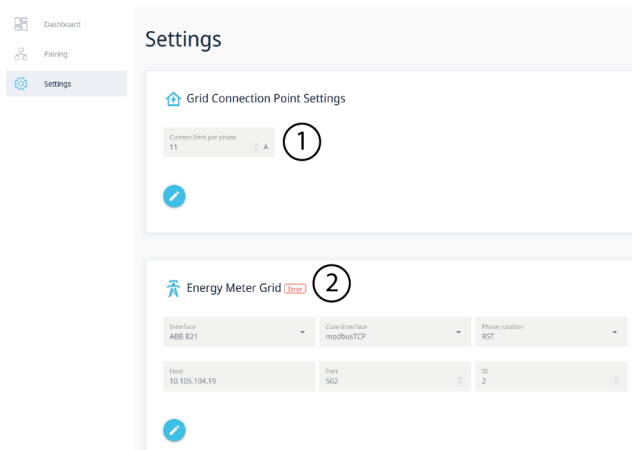 Dashboard
Pairing
Settings
Settings
Grid Connection Point Settings
Current limit per phase
11 A
1
Energy Meter Grid Error
2
Interface
ABB B21
Com-Interface
modbusTCP
Phase rotation
RST
Host
10.105.104.19
Port
502
ID
2